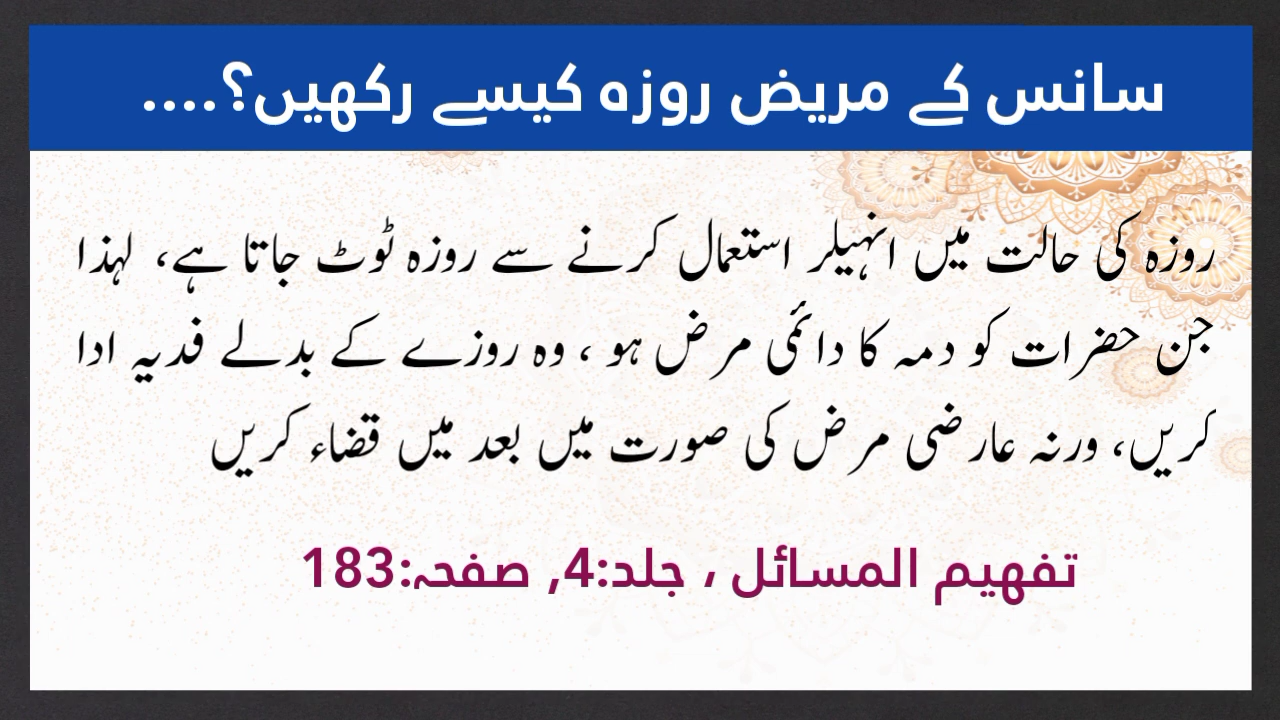 سانس کے مریض روزہ کیسے رکھیں؟....
روزہ کی حالت میں انہیلر استعمال کرنے سے روزہ ٹوٹ جاتا ہے، لہذا
جن حضرات کو دمہ کا دائمی مرض ہو ، وہ روزے کے بدلے فدیہ ادا
کریں، ورنہ عارضی مرض کی صورت میں بعد میں قضاء کریں
تفھیم المسائل ، جلد:4, صفحہ:183